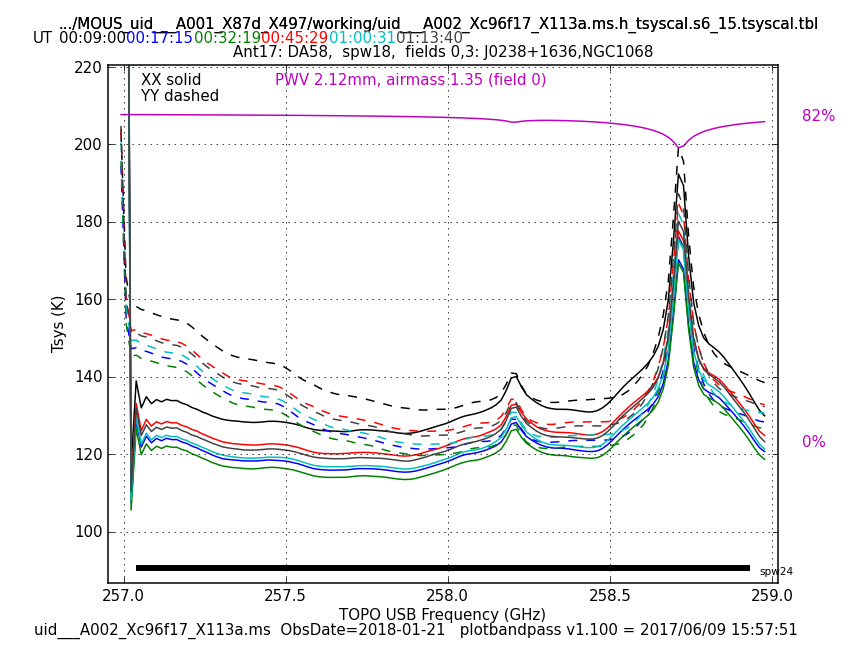 .../MOUS_uid___A001_X87d_X497/working/uid___A002_Xc96f17_X113a.ms.h_tsyscal.s6_15.tsyscal.tbl
UT 00:09:00 00:17:15 00:32:19 00:45:29 01:00:31 01:13:40
Ant17: DA58, spw18, fields 0,3: J0238+1636,NGC1068
XX solid
YY dashed
PWV 2.12mm, airmass 1.35 (field 0)
82%
0%
220
200
180
160
140
120
100
Tsys (K)
spw24
257.0 257.5 258.0 258.5 259.0
TOPO USB Frequency (GHz)
uid___A002_Xc96f17_X113a.ms ObsDate=2018-01-21 plotbandpass v1.100 = 2017/06/09 15:57:51